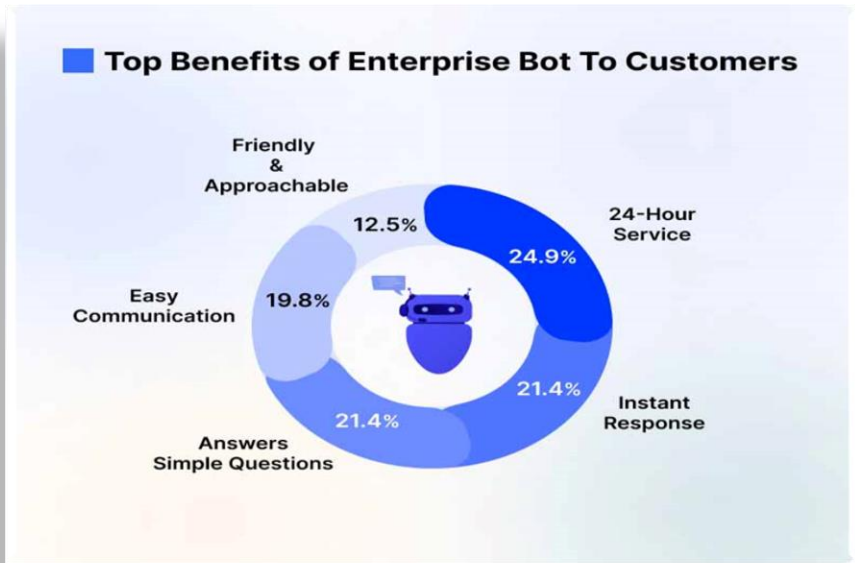 Top Benefits of Enterprise Bot To Customers
Friendly
&
Approachable
12.5%
24-Hour
Service
24.9%
Easy
Communication
19.8%
21.4%
Instant
Response
21.4%
Answers
Simple Questions